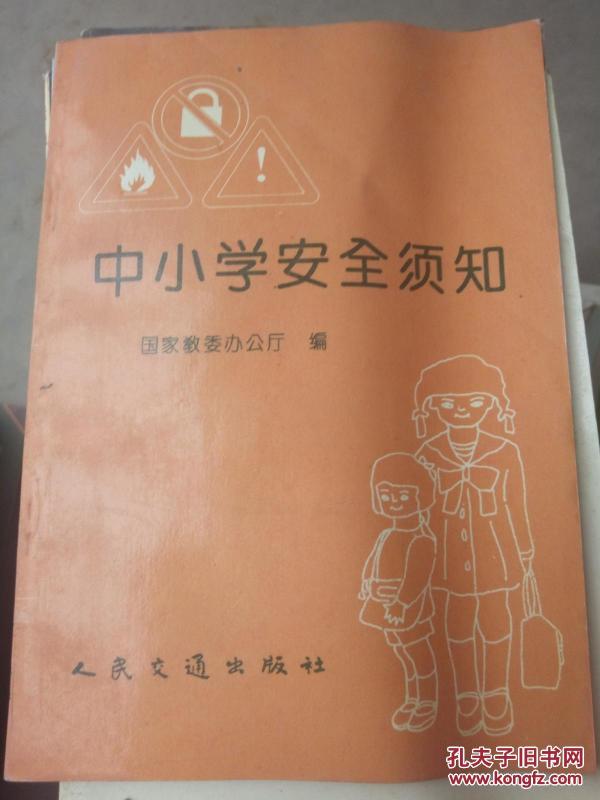 中小学安全须知
国家教委办公厅 编
人民交通出版社
孔夫子旧书网
www.kongfz.com